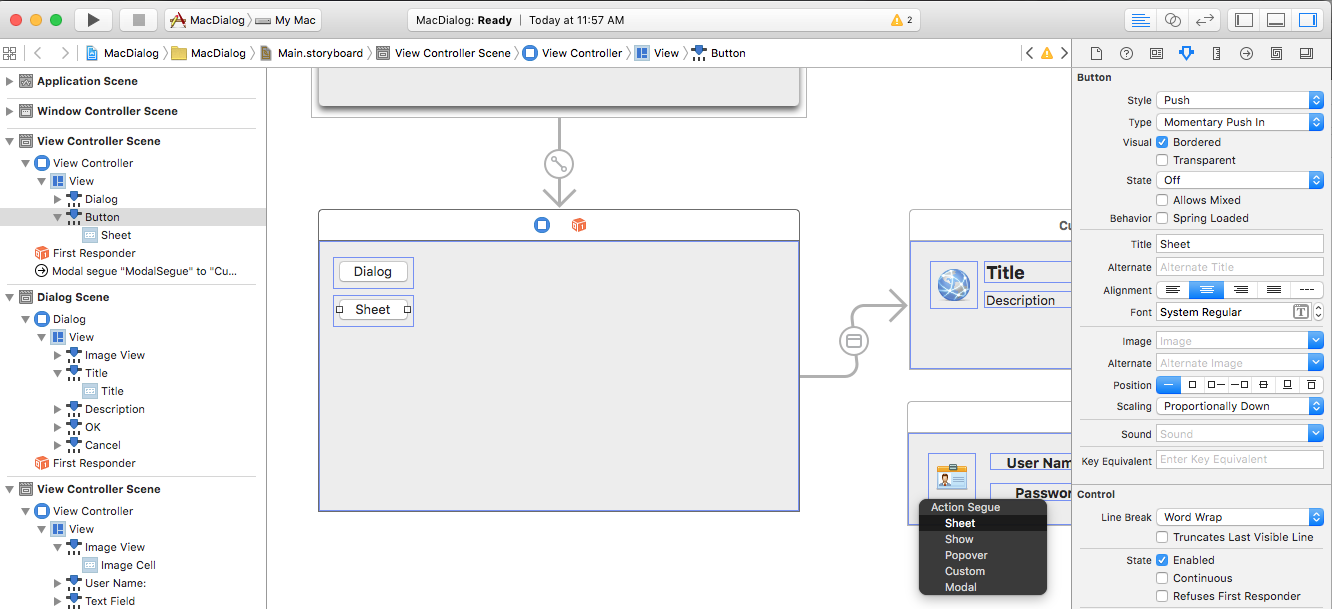 MacDialog My Mac
MacDialog: Ready | Today at 11:57 AM
2
MacDialog MacDialog Main.storyboard View Controller Scene View Controller View Button
Application Scene
Window Controller Scene
View Controller Scene
View Controller
View
Dialog
Button
Sheet
First Responder
Modal segue "ModalSegue" to "Cu...
Dialog Scene
Dialog
View
Image View
Title
Title
Description
OK
Cancel
First Responder
View Controller Scene
View Controller
View
Image View
Image Cell
User Name:
Text Field
Dialog
Sheet
Cu
Title
Description
User Nam
Passwor
Action Segue
Sheet
Show
Popover
Custom
Modal
Button
Style Push
Type Momentary Push In
Visual Bordered
Transparent
State Off
Allows Mixed
Behavior Spring Loaded
Title Sheet
Alternate Alternate Title
Alignment
Font System Regular
Image Image
Alternate Alternate Image
Position
Scaling Proportionally Down
Sound Sound
Key Equivalent Enter Key Equivalent
Control
Line Break Word Wrap
Truncates Last Visible Line
State Enabled
Continuous
Refuses First Responder